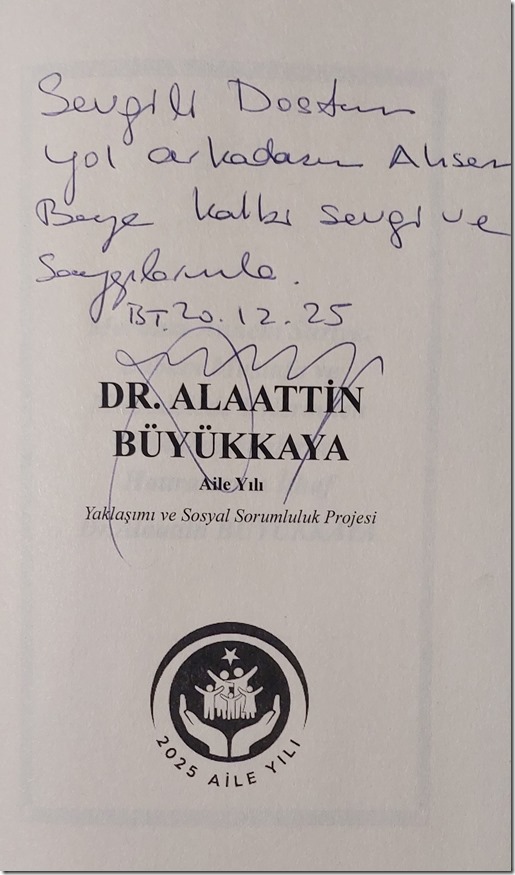 Sevgili Dostum
yol arkadaşım Ahsen
Beye kalbi sevgi ve
Saygılarımla.
BT. 20.12.25
DR. ALAATTİN
BÜYÜKKAYA
Aile Yılı
Yaklaşımı ve Sosyal Sorumluluk Projesi
2025 AİLE YILI